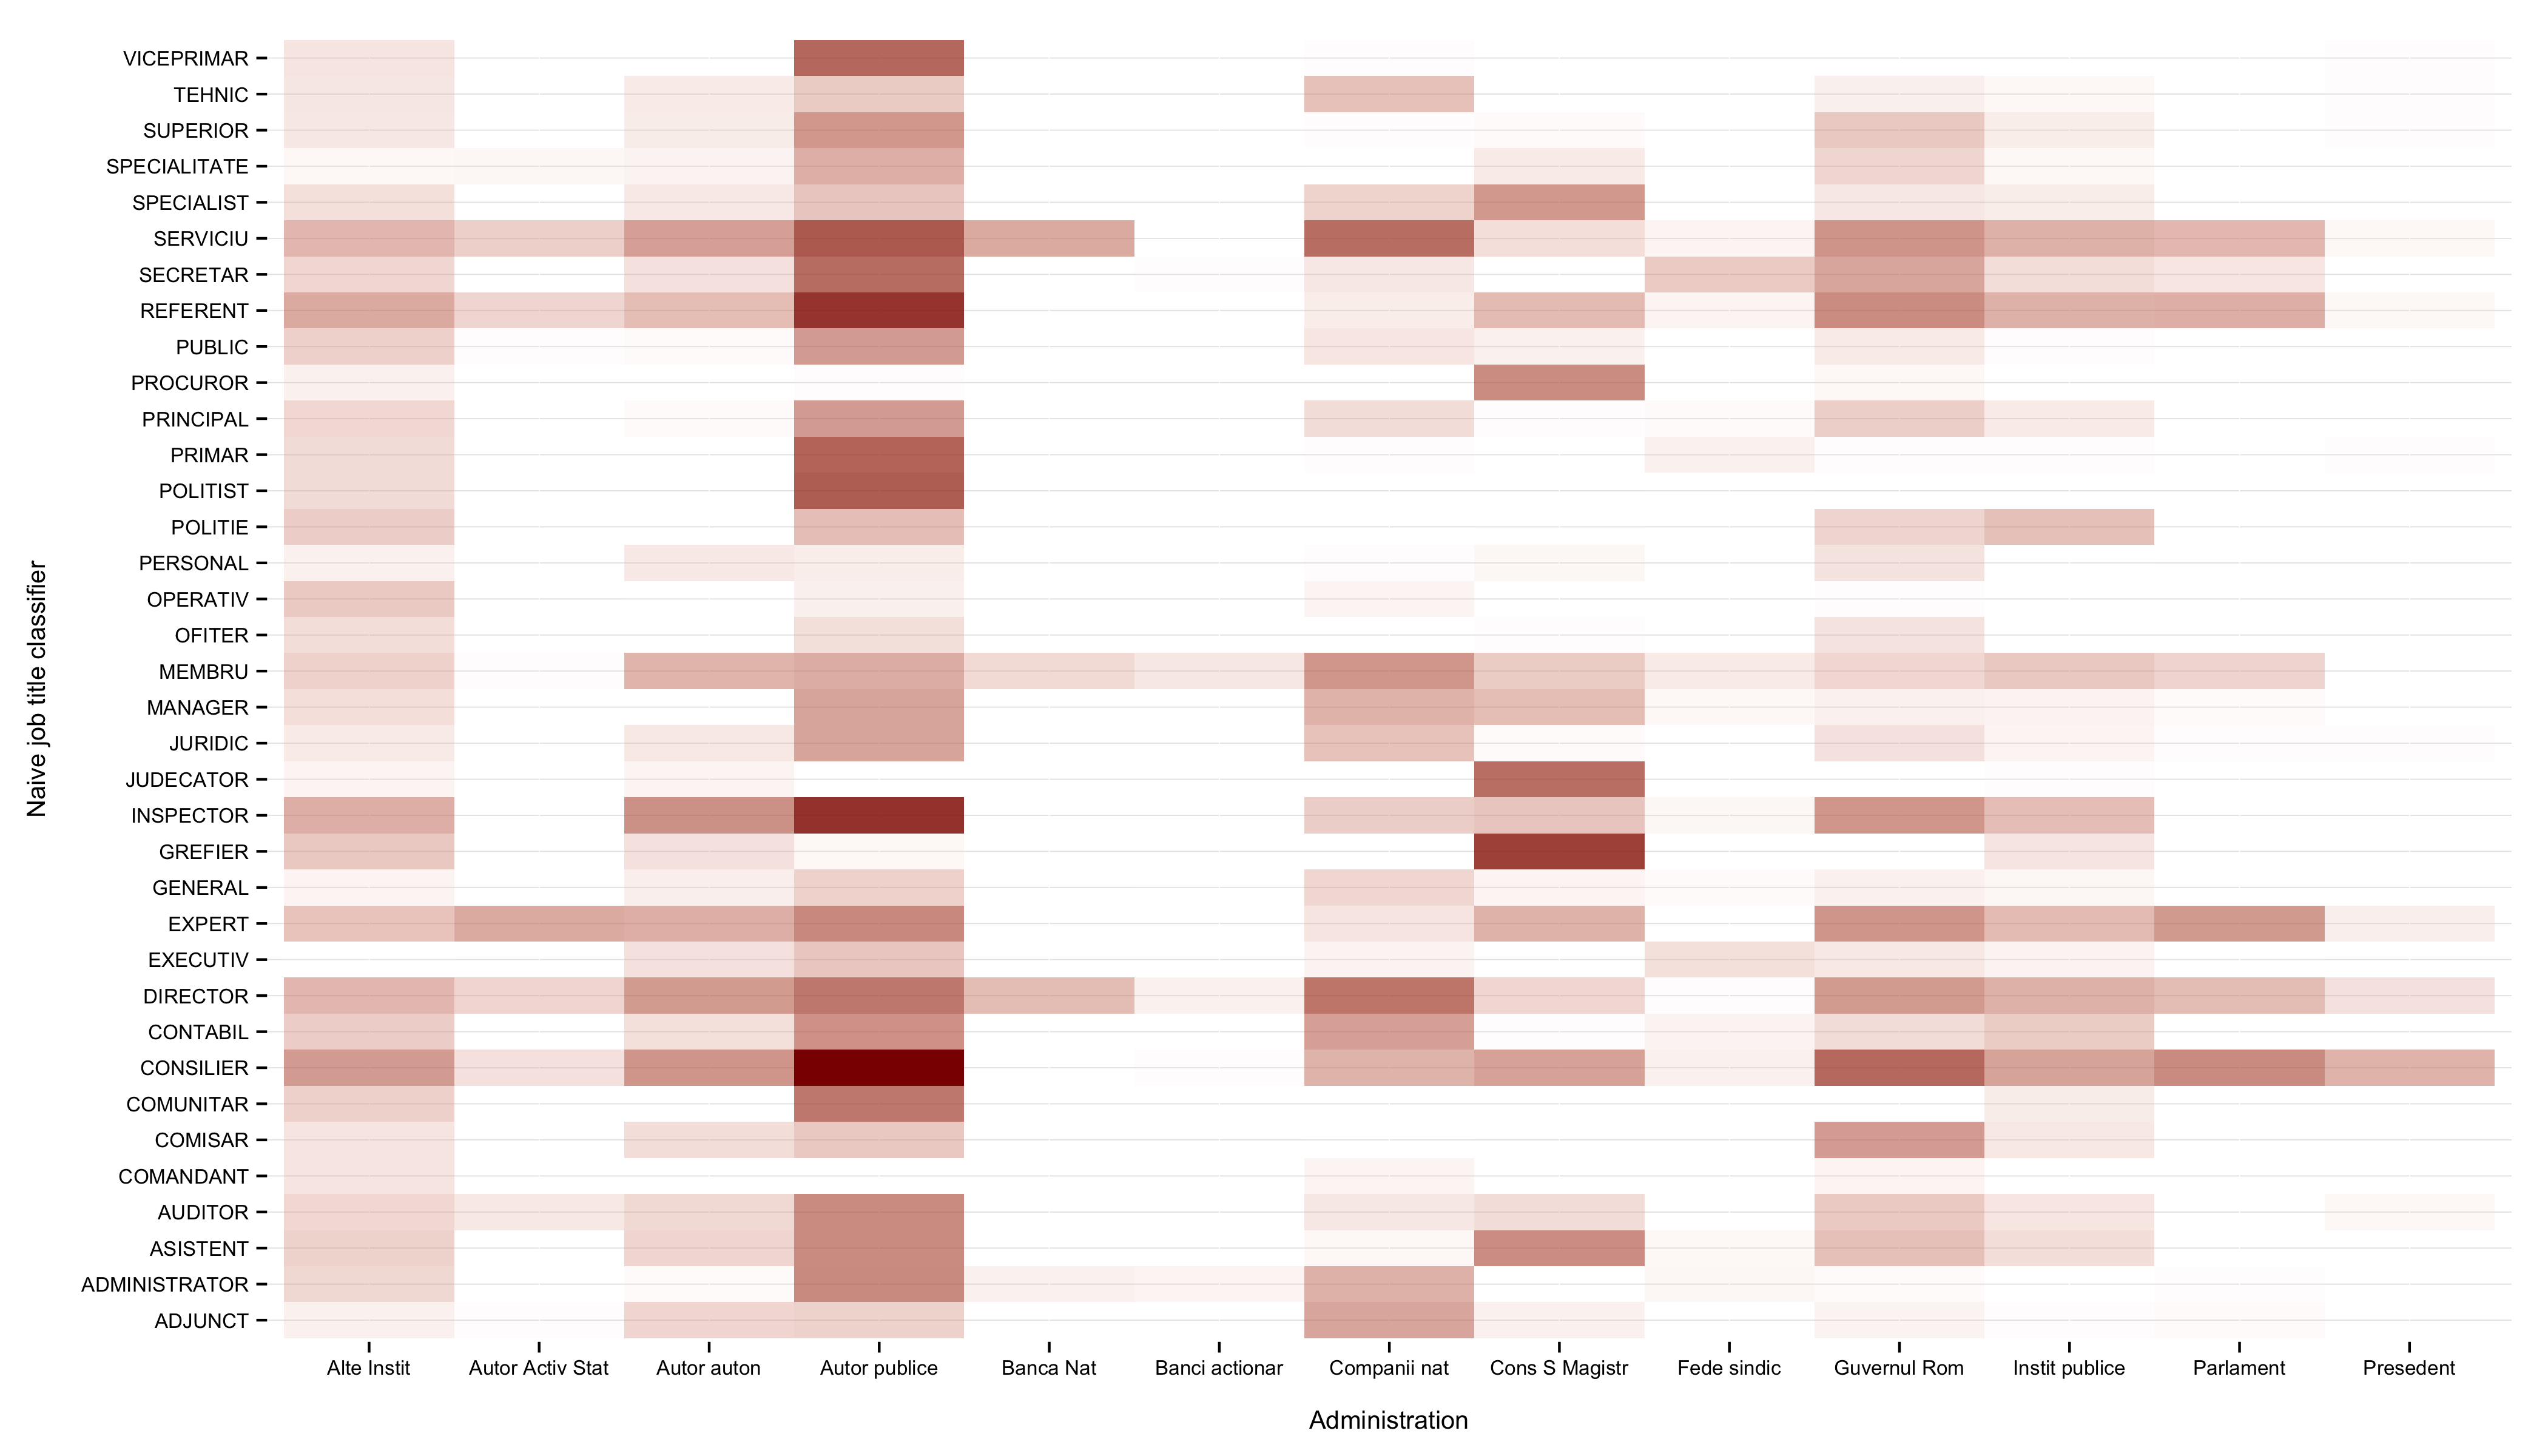 VICEPRIMAR
TEHNIC
SUPERIOR
SPECIALITATE
SPECIALIST
SERVICIU
SECRETAR
REFERENT
PUBLIC
PROCUROR
PRINCIPAL
PRIMAR
POLITIST
POLITIE
PERSONAL
OPERATIV
OFITER
MEMBRU
MANAGER
JURIDIC
JUDECATOR
INSPECTOR
GREFIER
GENERAL
EXPERT
EXECUTIV
DIRECTOR
CONTABIL
CONSILIER
COMUNITAR
COMISAR
COMANDANT
AUDITOR
ASISTENT
ADMINISTRATOR
ADJUNCT
Naive job title classifier
Alte Instit Autor Activ Stat Autor auton Autor publice Banca Nat Banci actionar Companii nat Cons S Magistr Fede sindic Guvernul Rom Instit publice Parlament Presedent
Administration